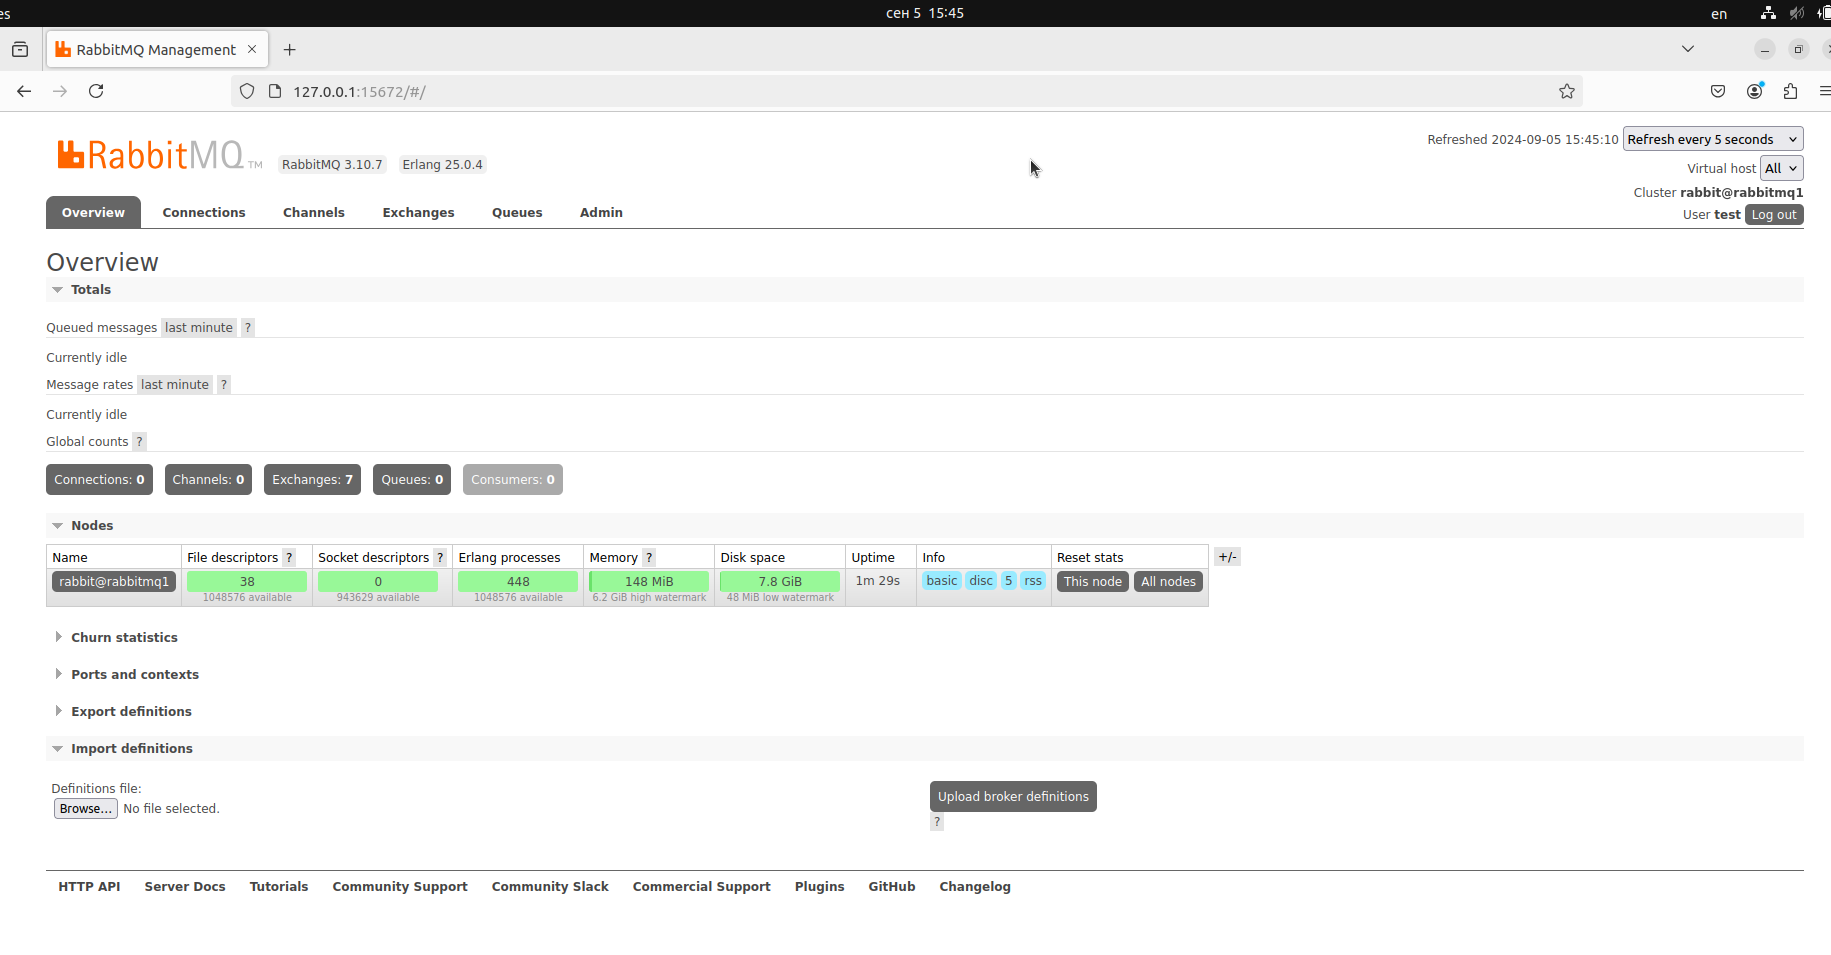 es
сен 5 15:45
en
RabbitMQ Management
127.0.0.1:15672/#/
RabbitMQ TM
RabbitMQ 3.10.7 Erlang 25.0.4
Refreshed 2024-09-05 15:45:10 Refresh every 5 seconds
Virtual host All
Cluster rabbit@rabbitmq1
User test Log out
Overview Connections Channels Exchanges Queues Admin
Overview
Totals
Queued messages last minute ?
Currently idle
Message rates last minute ?
Currently idle
Global counts ?
Connections: 0 Channels: 0 Exchanges: 7 Queues: 0 Consumers: 0
Nodes
Name File descriptors ? Socket descriptors ? Erlang processes Memory ? Disk space Uptime Info Reset stats +/-
rabbit@rabbitmq1 38 0 448 148 MiB 7.8 GiB 1m 29s basic disc 5 rss This node All nodes
1048576 available 943629 available 1048576 available 6.2 GiB high watermark 48 MiB low watermark
Churn statistics
Ports and contexts
Export definitions
Import definitions
Definitions file:
Browse... No file selected.
Upload broker definitions
?
HTTP API Server Docs Tutorials Community Support Community Slack Commercial Support Plugins GitHub Changelog